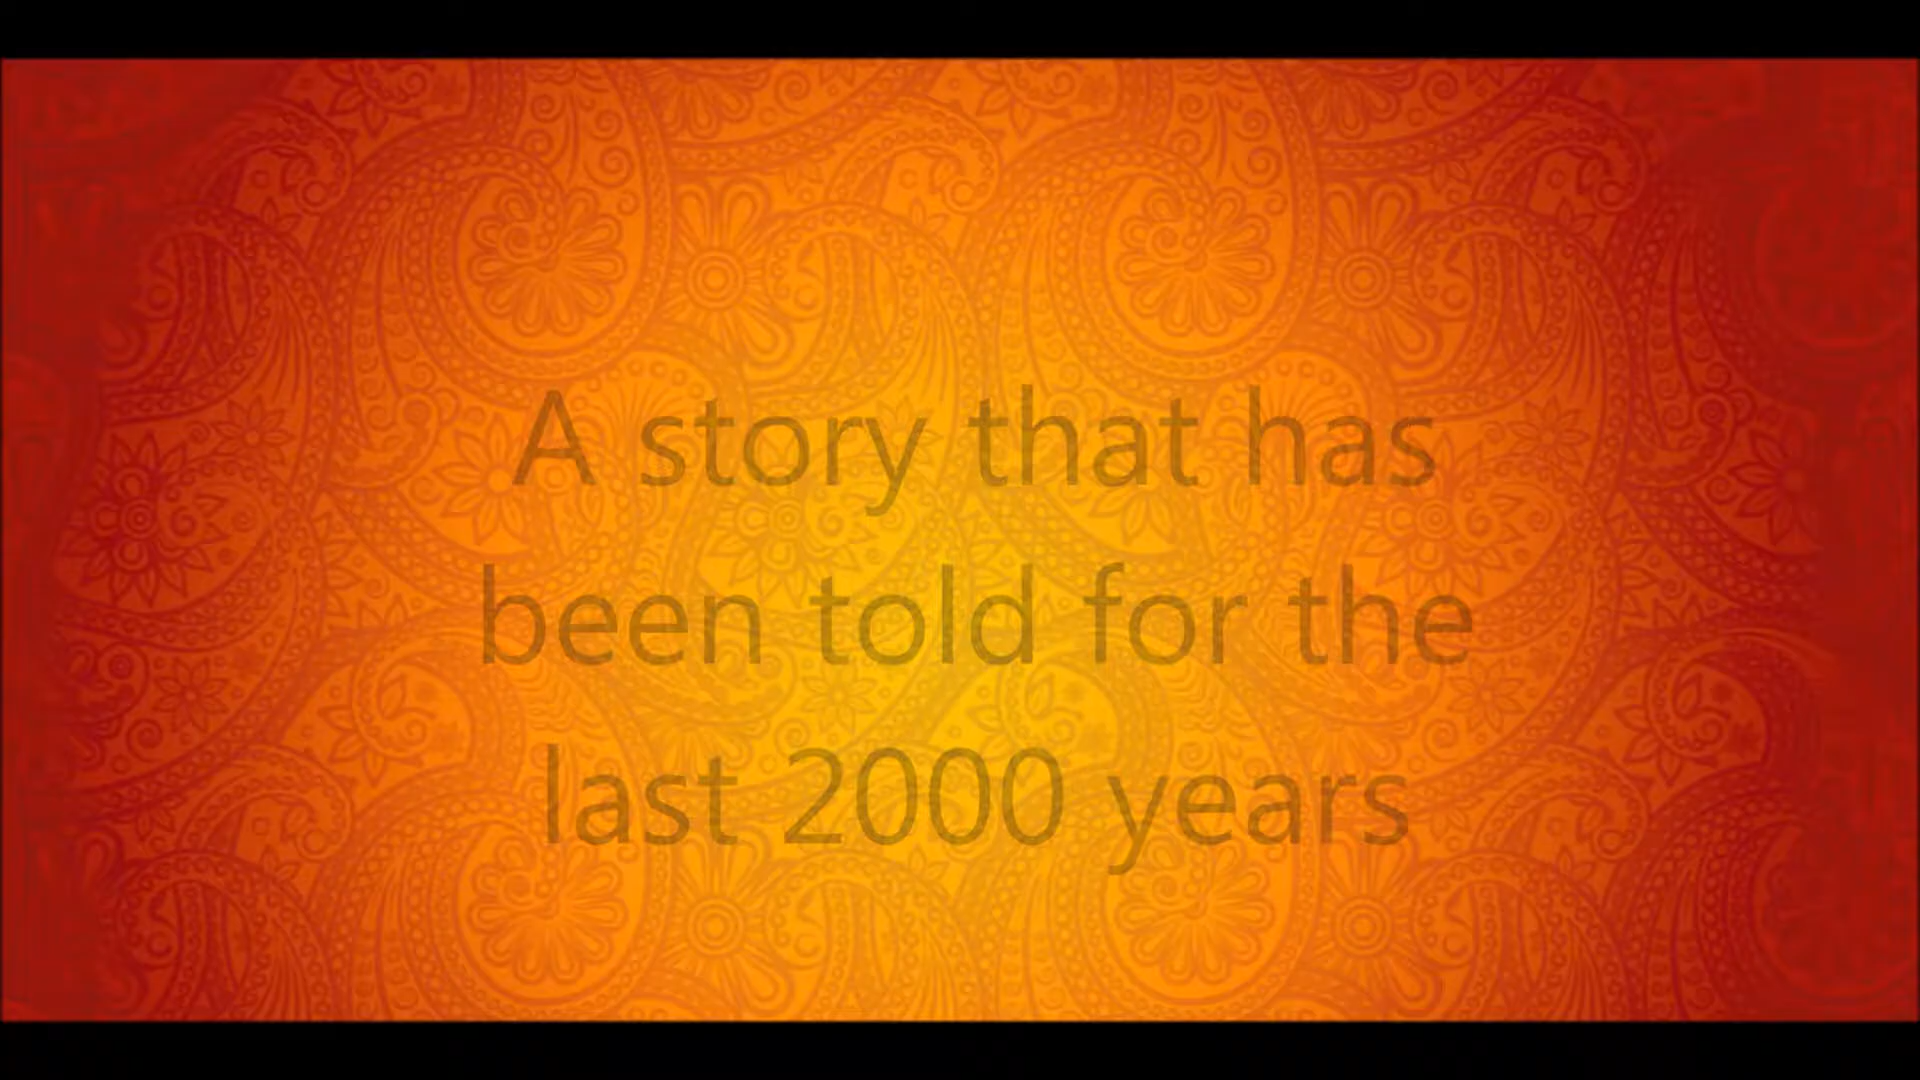 A story that has
been told for the
last 2000 years